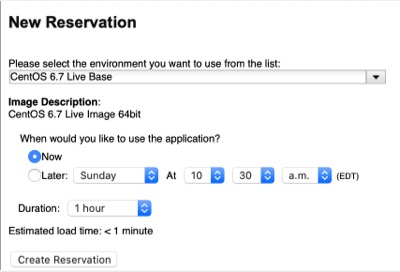 New Reservation
Please select the environment you want to use from the list:
CentOS 6.7 Live Base
Image Description:
CentOS 6.7 Live Image 64bit
When would you like to use the application?
Now
Later: Sunday At 10 30 a.m. (EDT)
Duration: 1 hour
Estimated load time: < 1 minute
Create Reservation